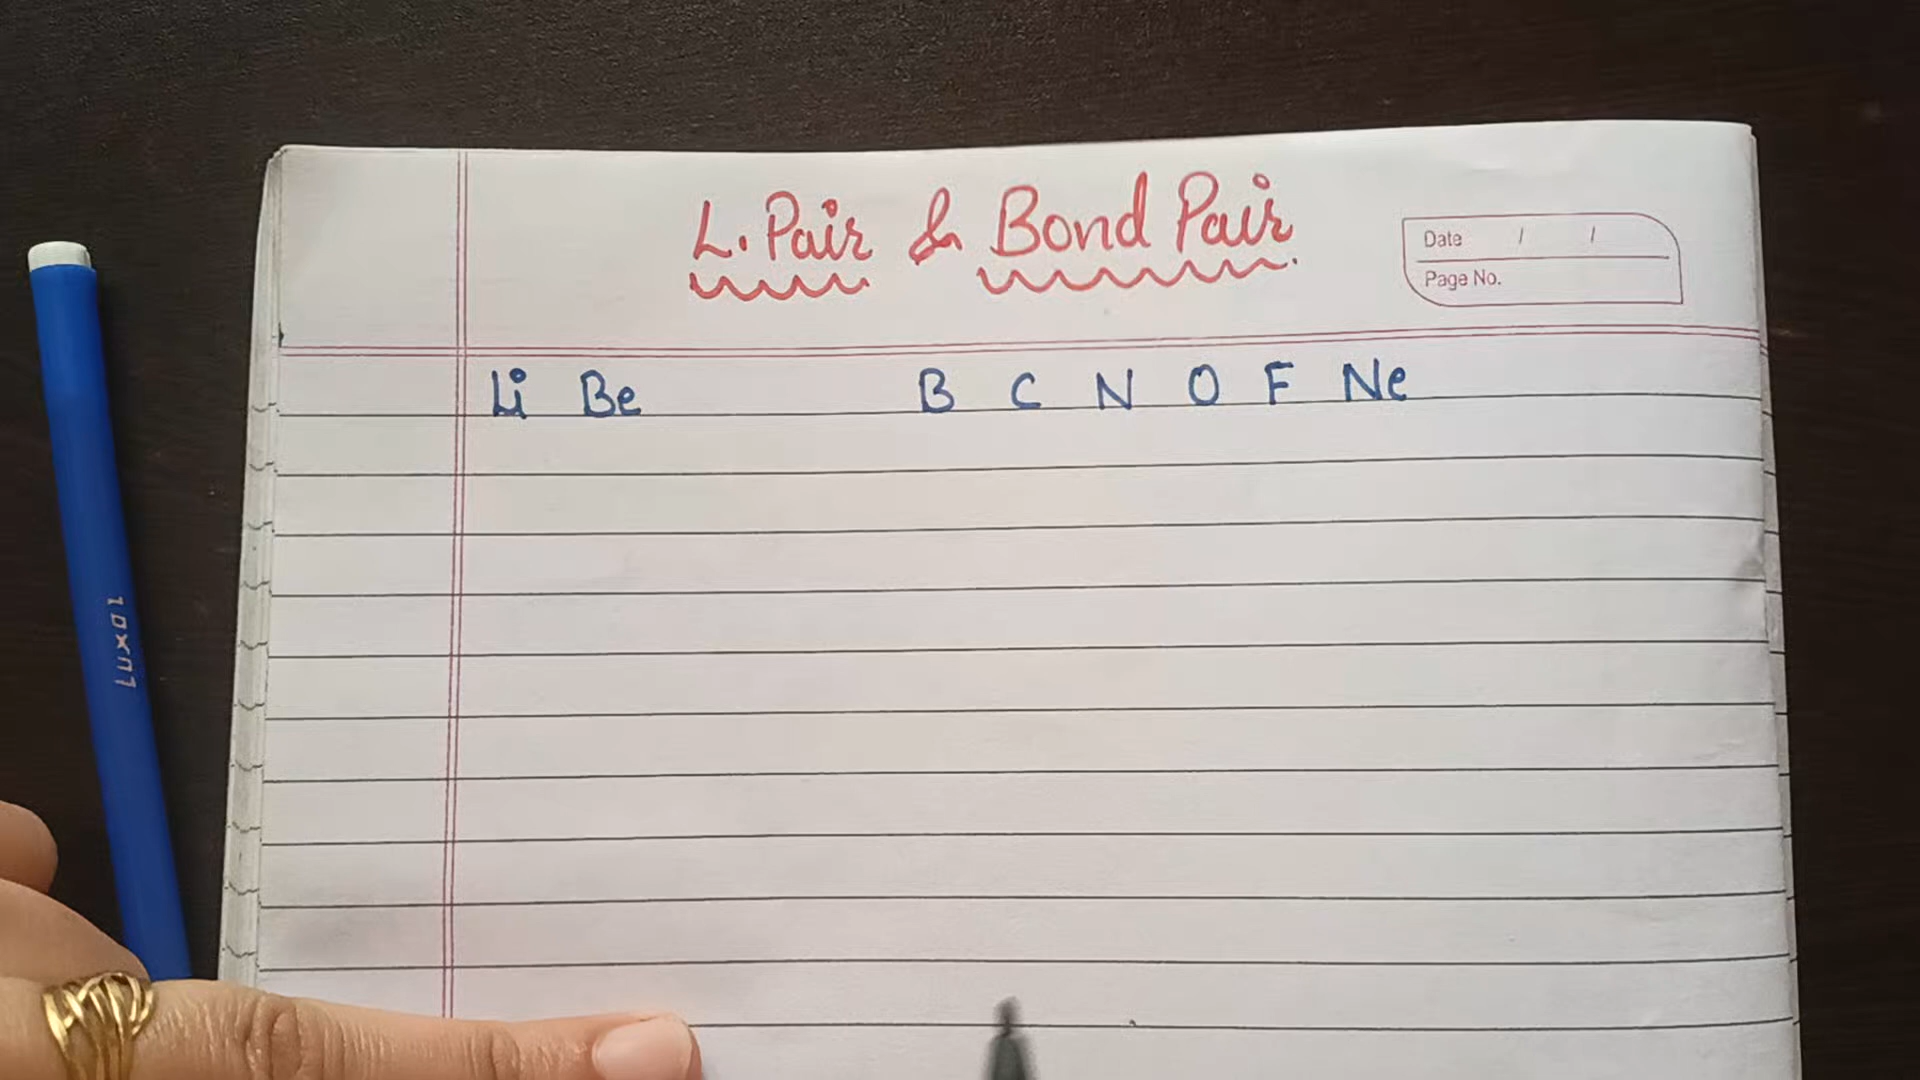 L. Pair & Bond Pair.
Date / /
Page No.
Li Be B C N O F Ne
Luxor